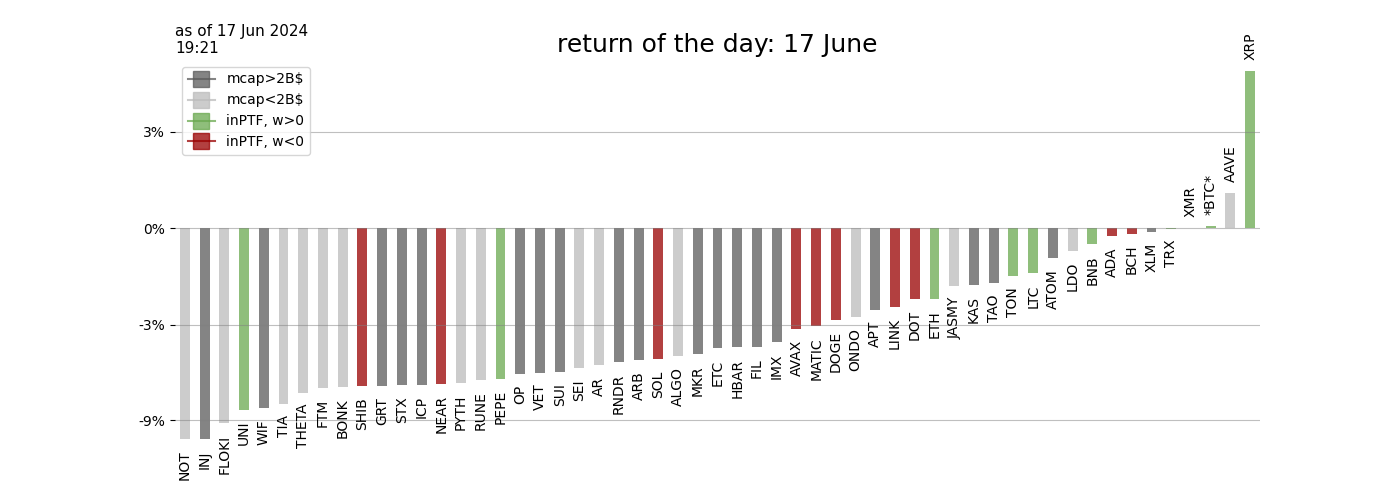 as of 17 Jun 2024
19:21
return of the day: 17 June
mcap>2B$
mcap<2B$
inPTF, w>0
inPTF, w<0
3%
0%
-3%
-9%
NOT
INJ
FLOKI
UNI
WIF
TIA
THETA
FTM
BONK
SHIB
GRT
STX
ICP
NEAR
PYTH
RUNE
PEPE
OP
VET
SUI
SEI
AR
RNDR
ARB
SOL
ALGO
MKR
ETC
HBAR
FIL
IMX
AVAX
MATIC
DOGE
ONDO
APT
LINK
DOT
ETH
JASMY
KAS
TAO
TON
LTC
ATOM
LDO
BNB
ADA
BCH
XLM
TRX
XMR
*BTC*
AAVE
XRP